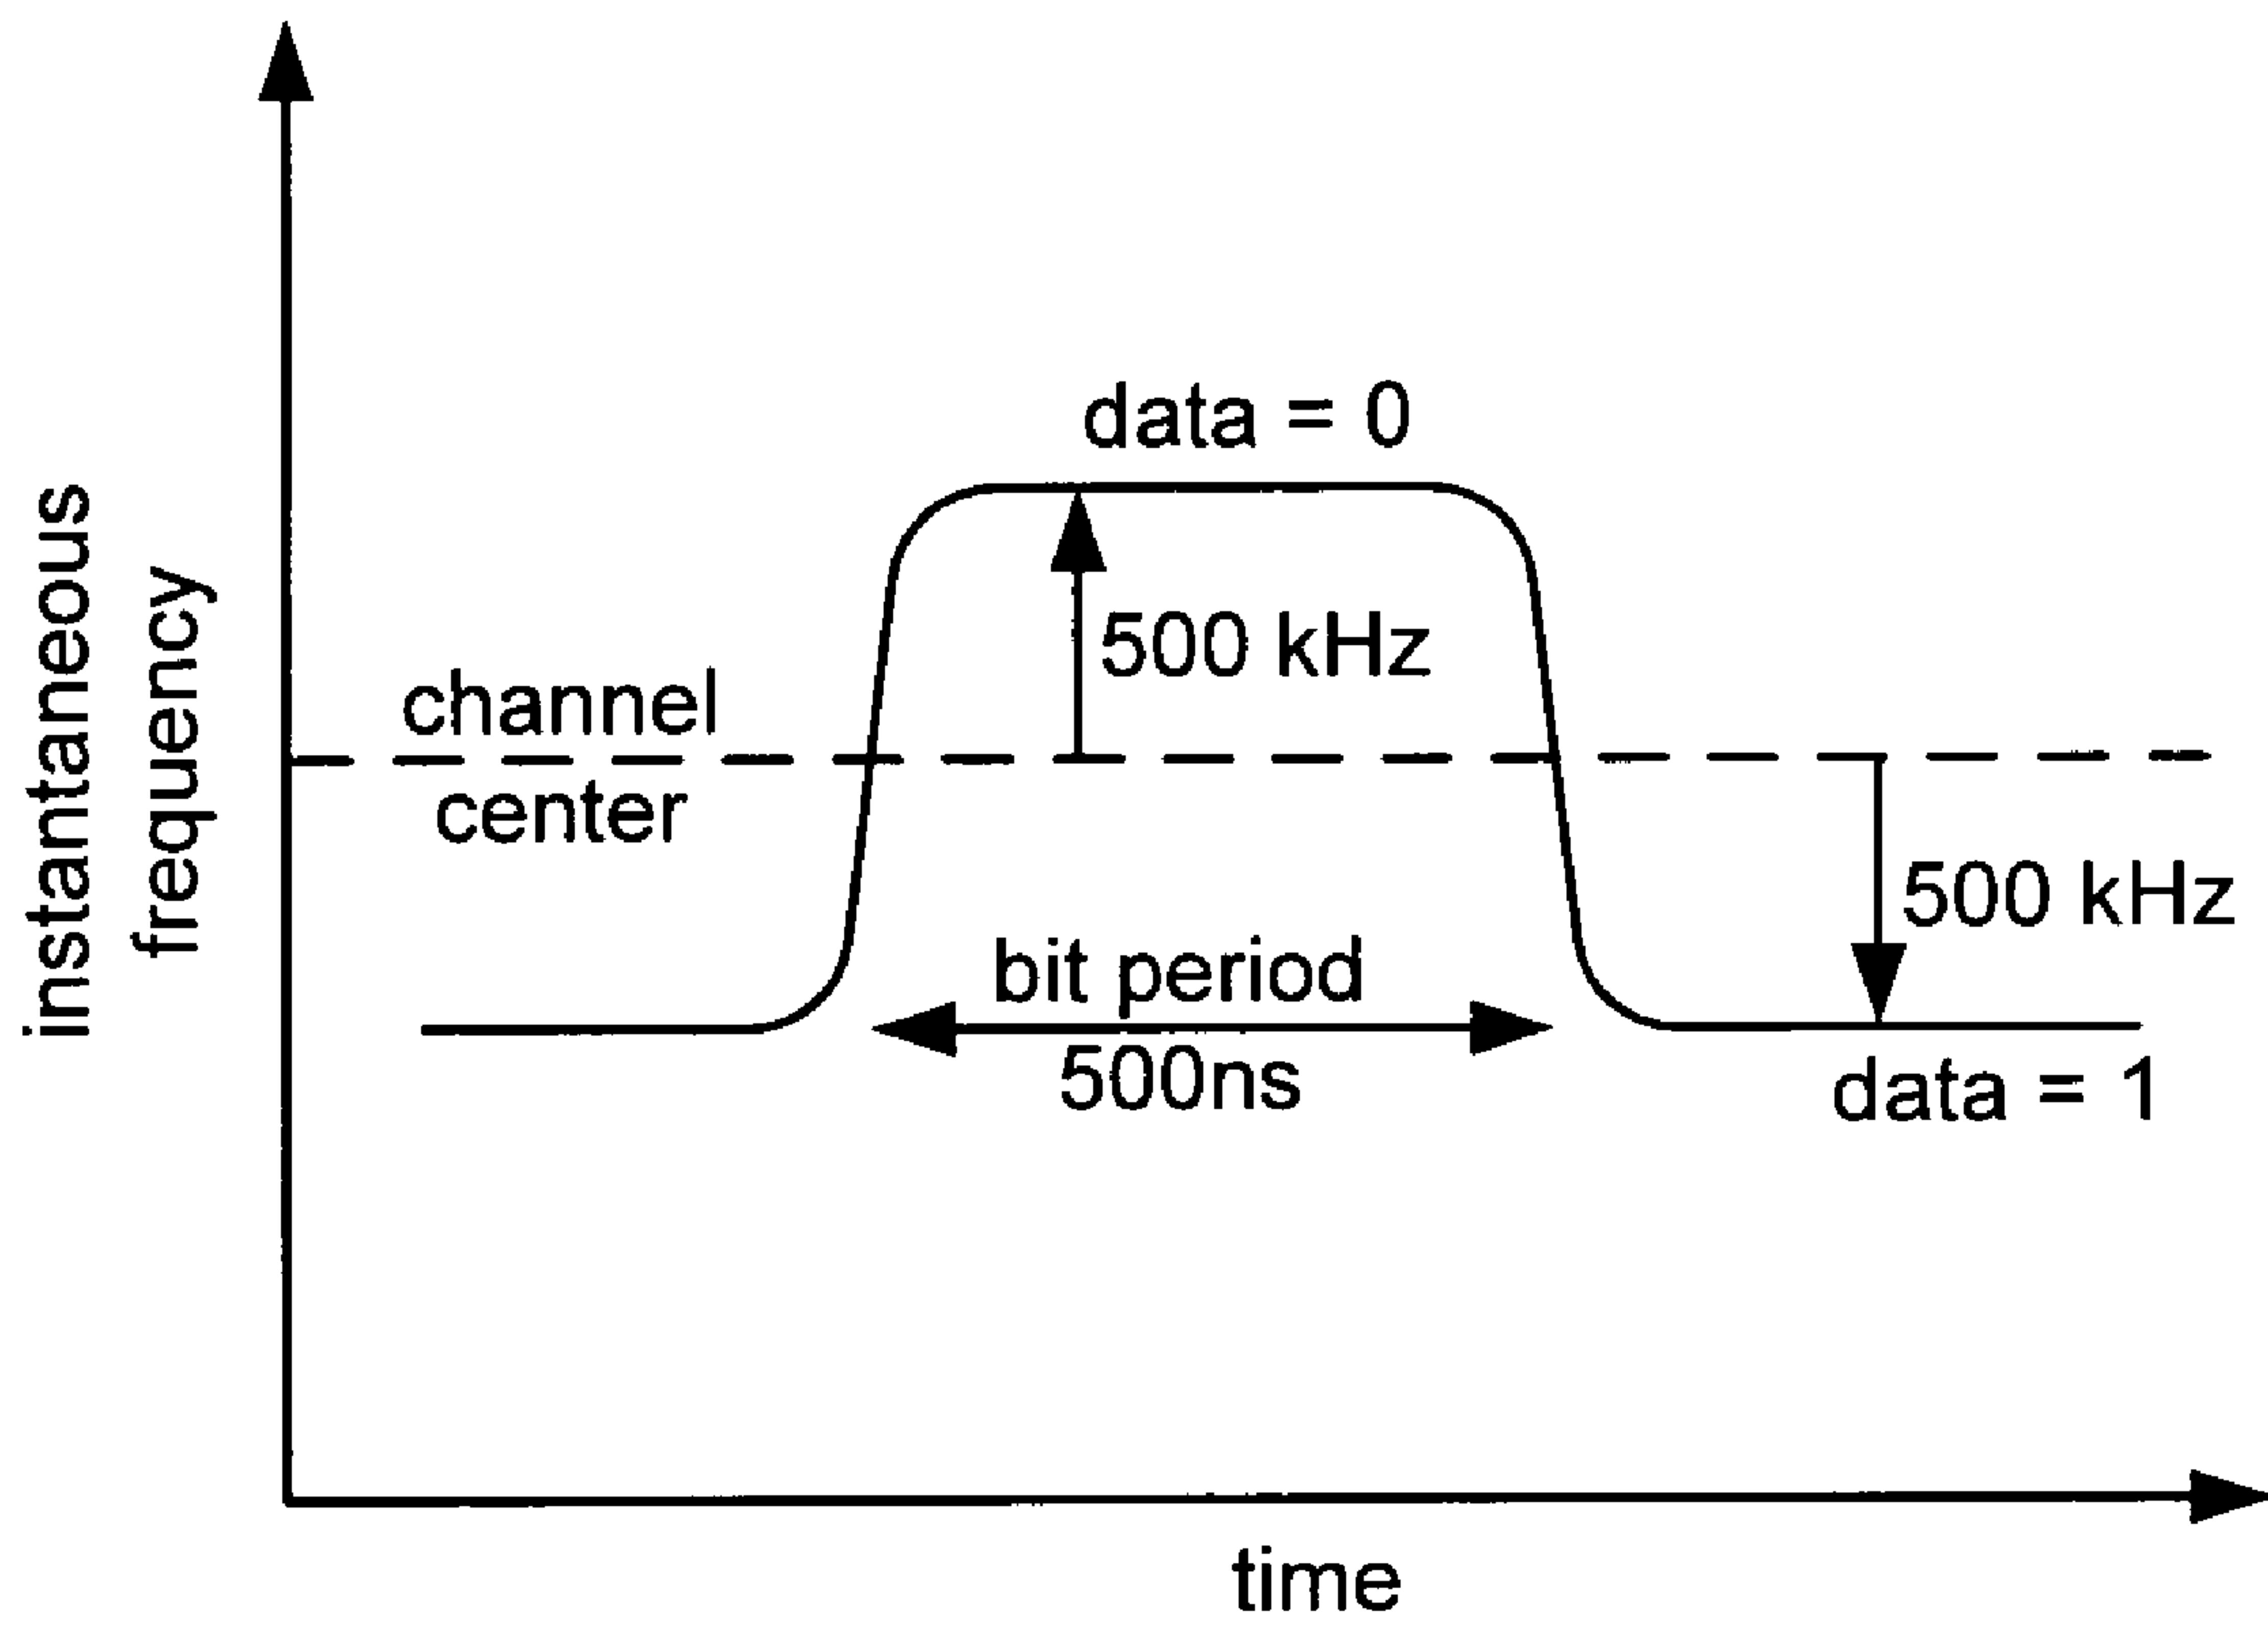 instantaneous
frequency
data = 0
500 kHz
channel
center
500 kHz
bit period
500ns
data = 1
time